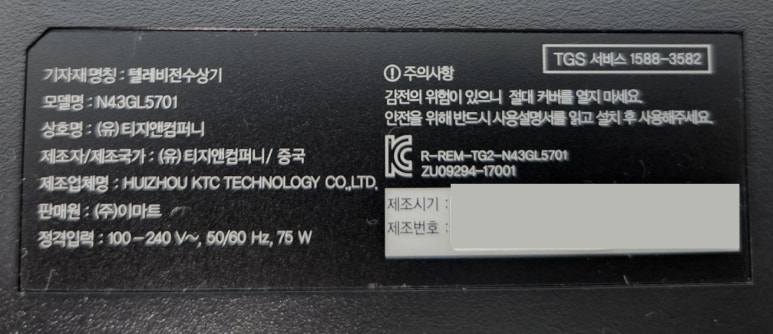 TGS 서비스 1588-3582
기자재명칭 : 텔레비전수상기
모델명 : N43GL5701
상호명 : (유)티지앤컴퍼니
제조자/제조국가 : (유)티지앤컴퍼니/ 중국
제조업체명 : HUIZHOU KTC TECHNOLOGY CO.,LTD.
판매원 : (주)이마트
정격입력 : 100-240 V~, 50/60 Hz, 75 W
주의사항
감전의 위험이 있으니 절대 커버를 열지 마세요.
안전을 위해 반드시 사용설명서를 읽고 설치 후 사용해주세요.
R-REM-TG2-N43GL5701
ZU09294-17001
제조시기 :
제조번호 :